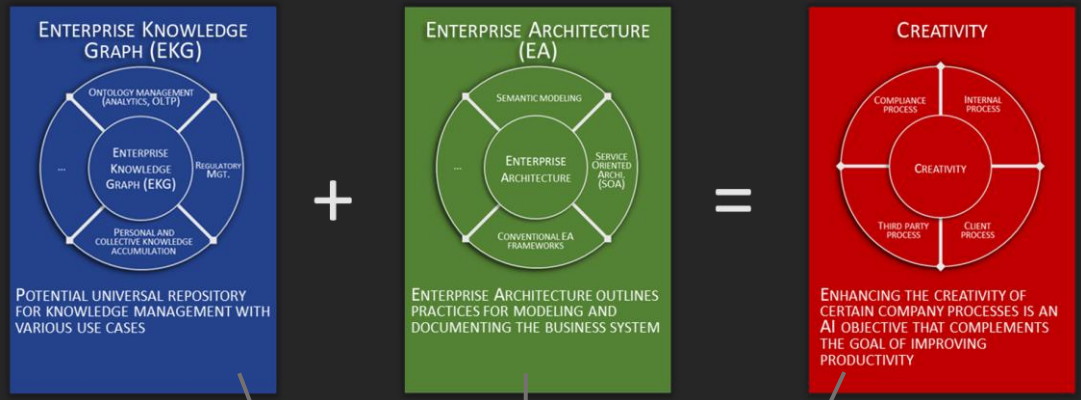 Enterprise Knowledge
Graph (EKG)
Ontology management
(analytics, OLTP)
...
Enterprise
Knowledge
Graph (EKG)
Regulatory
Mgt.
Personal and
collective knowledge
accumulation
Potential universal repository
for knowledge management with
various use cases
+
Enterprise Architecture
(EA)
Semantic modeling
...
Enterprise
Architecture
Service
Oriented
Archi.
(SOA)
Conventional EA
frameworks
Enterprise Architecture outlines
practices for modeling and
documenting the business system
=
Creativity
Compliance
process
Internal
process
Creativity
Third party
process
Client
process
Enhancing the creativity of
certain company processes is an
AI objective that complements
the goal of improving
productivity